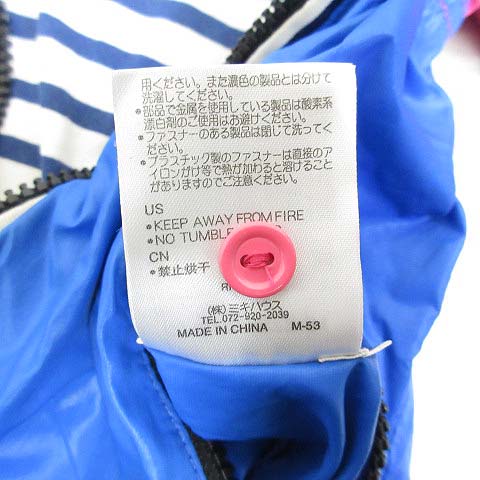 用ください。また濃色の製品とは分けて
洗濯してください。
•部品で金属を使用している製品は酸素系
漂白剤のご使用はお避けください。
•ファスナーのある製品は閉じて洗ってく
ださい。
•プラスチック製のファスナーは直接のア
イロンがけ等で熱が加わると溶けることが
ありますのでご注意ください。
US
•KEEP AWAY FROM FIRE
•NO TUMBLE
CN
•禁止烘干
(株)ミキハウス
TEL.072-920-2039
MADE IN CHINA M-53